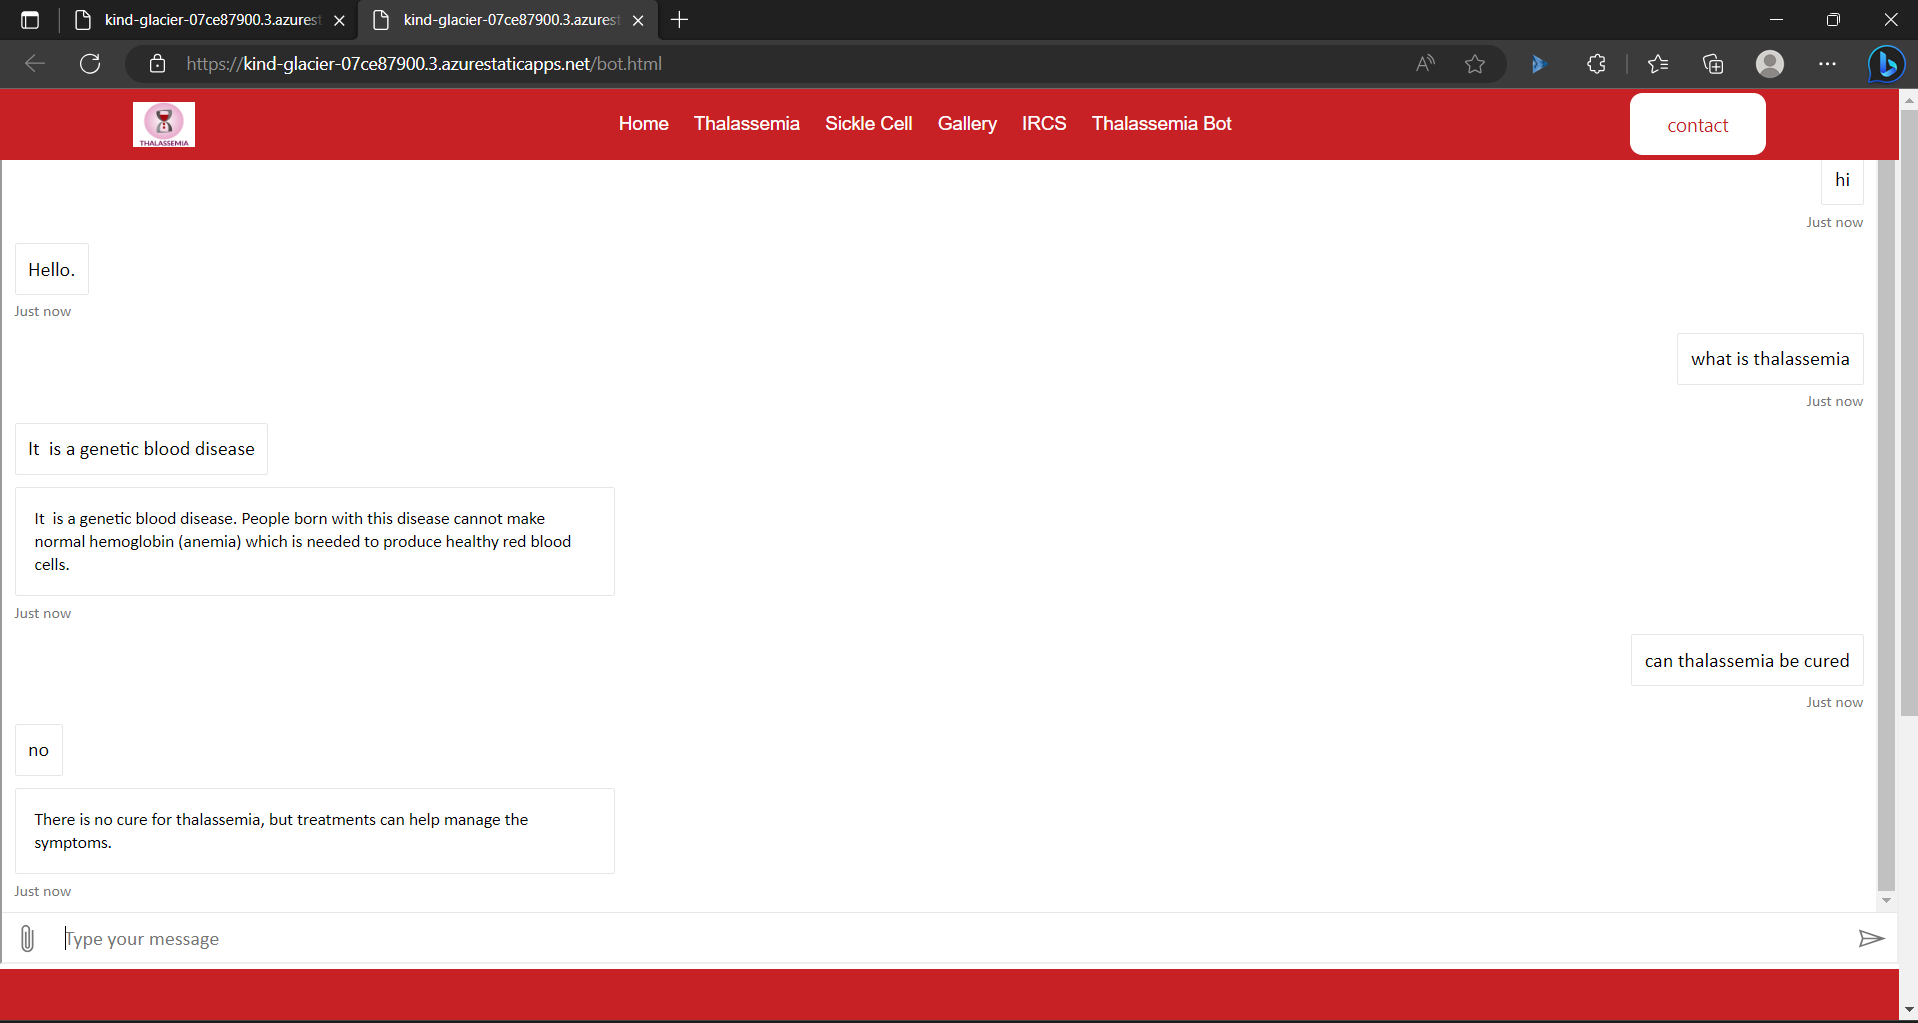 kind-glacier-07ce87900.3.azurest
kind-glacier-07ce87900.3.azurest
https://kind-glacier-07ce87900.3.azurestaticapps.net/bot.html
THALASSEMIA
Home
Thalassemia
Sickle Cell
Gallery
IRCS
Thalassemia Bot
contact
hi
Just now
Hello.
Just now
what is thalassemia
Just now
It  is a genetic blood disease
It  is a genetic blood disease. People born with this disease cannot make
normal hemoglobin (anemia) which is needed to produce healthy red blood
cells.
Just now
can thalassemia be cured
Just now
no
There is no cure for thalassemia, but treatments can help manage the
symptoms.
Just now
Type your message